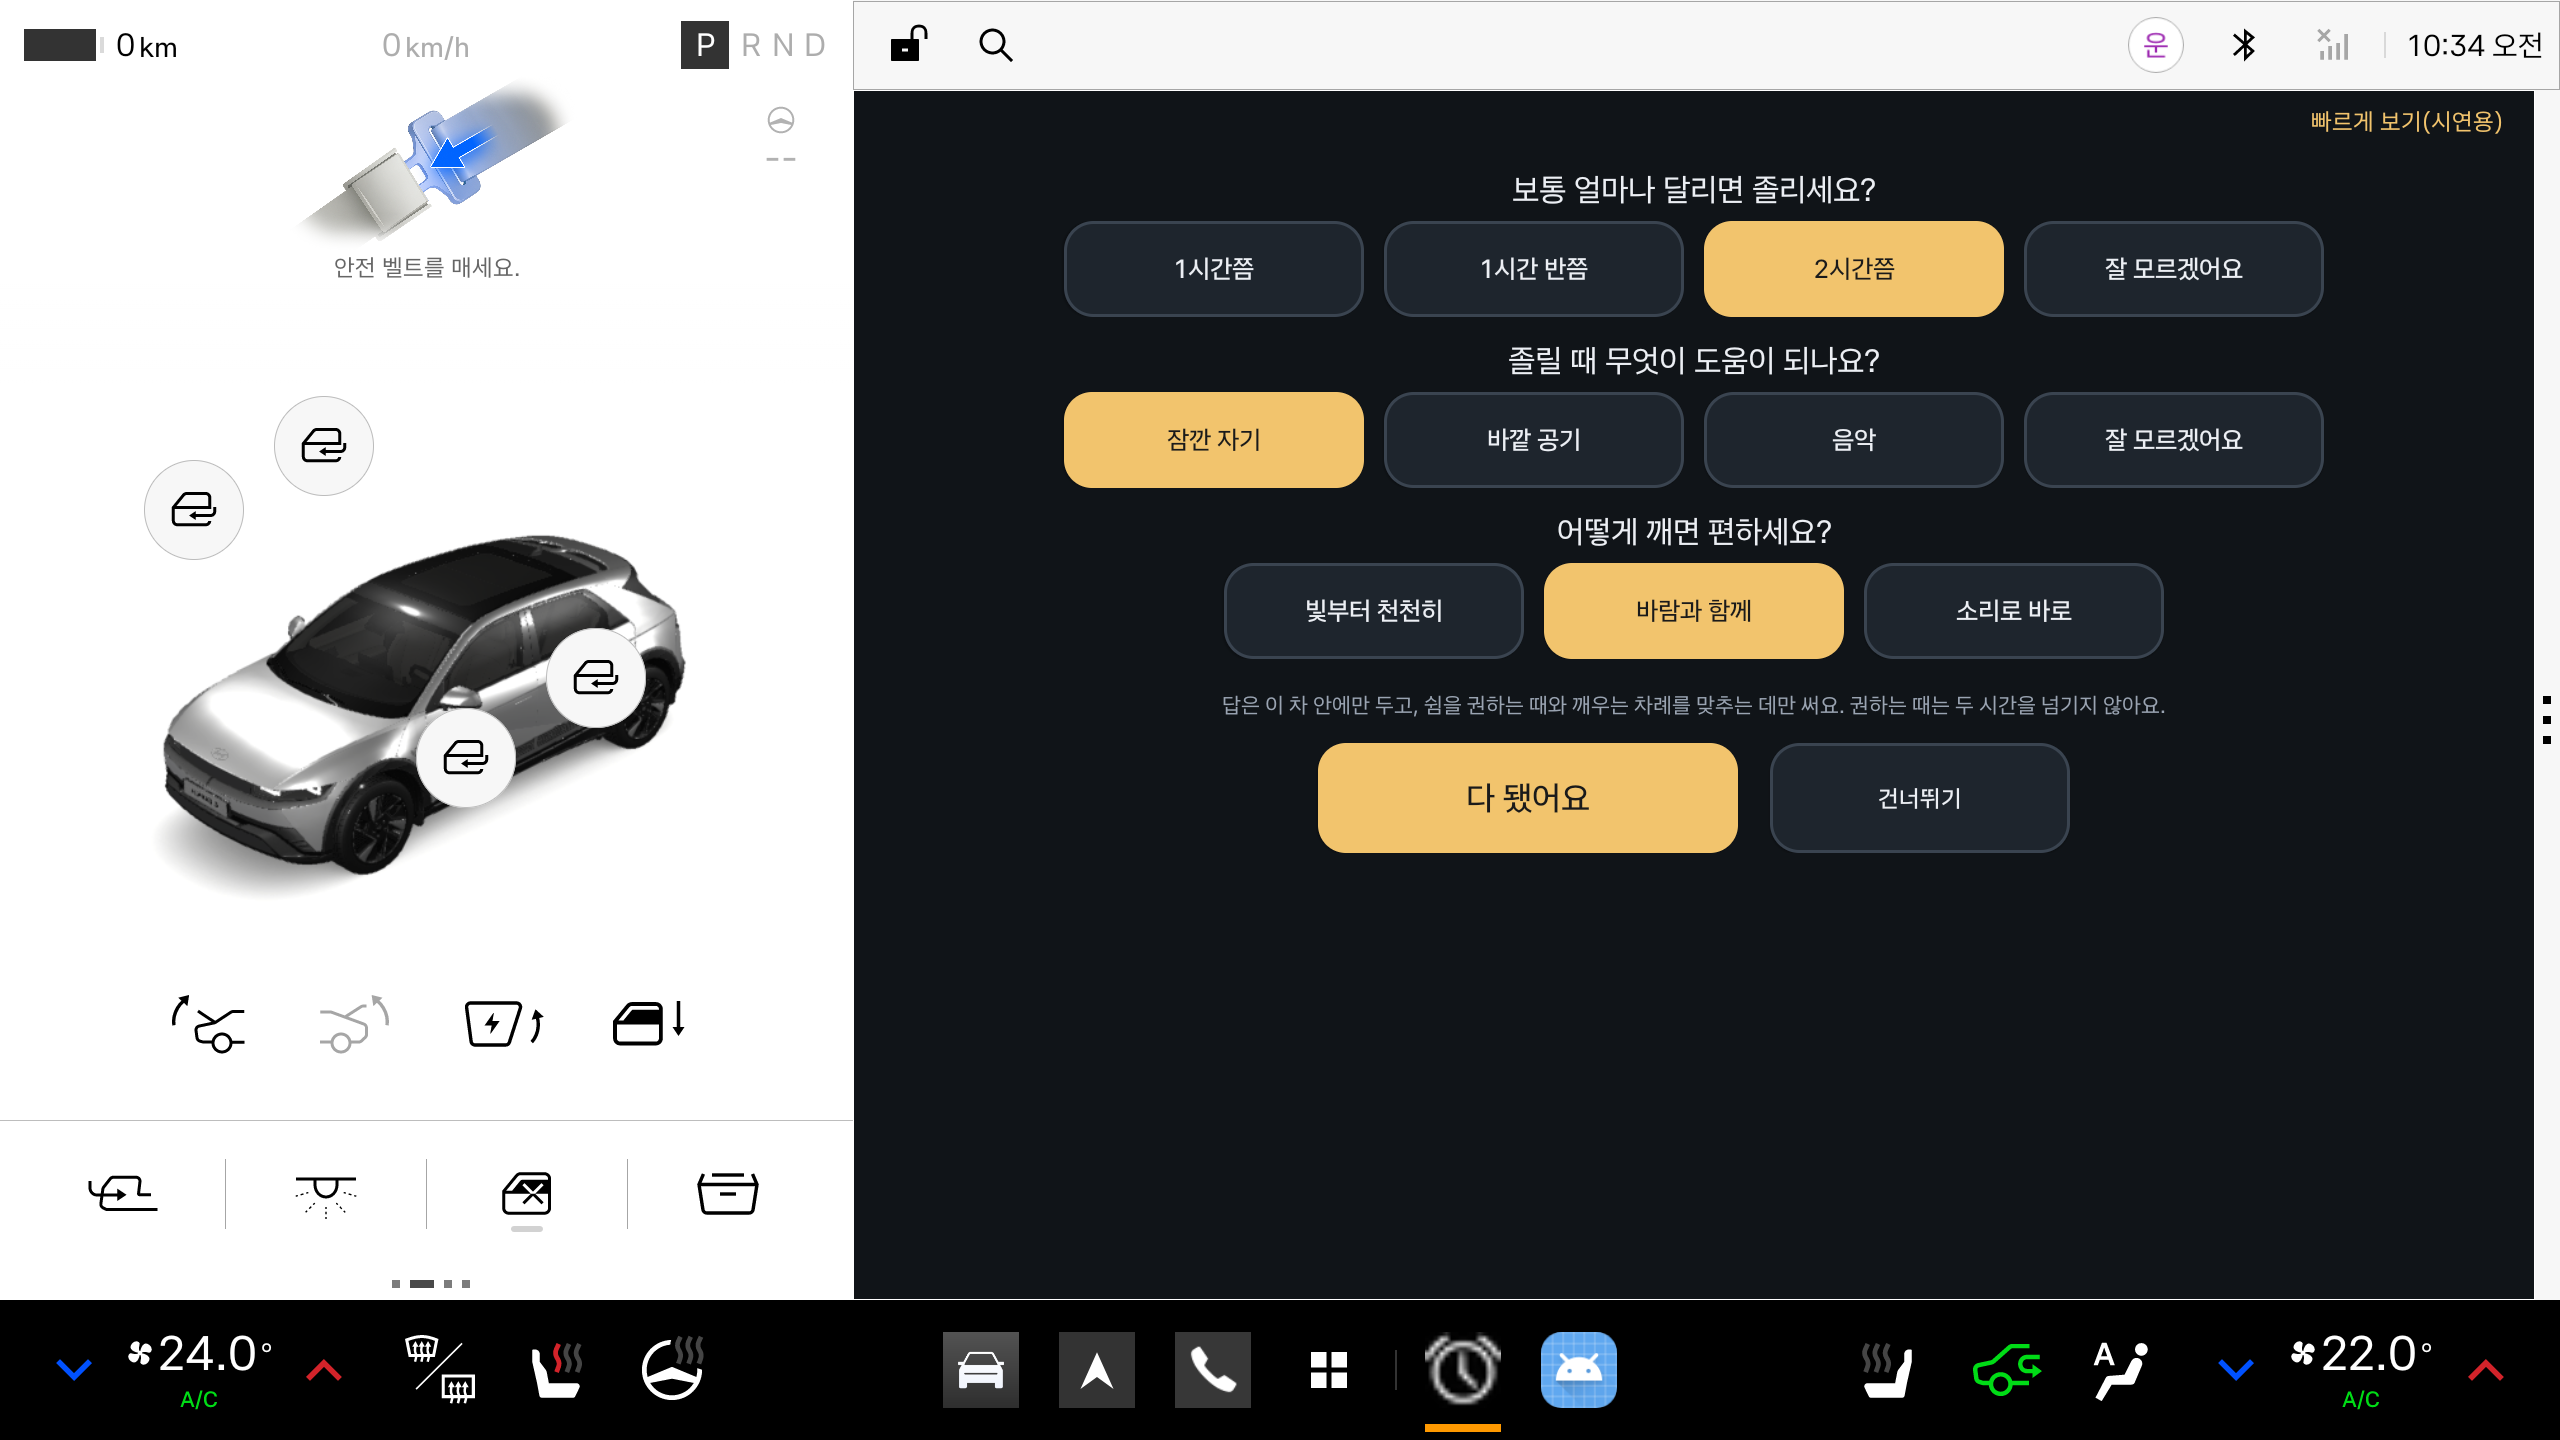 0 km
0 km/h
P R N D
안전 벨트를 매세요.
운
10:34 오전
빠르게 보기(시연용)
보통 얼마나 달리면 졸리세요?
1시간쯤
1시간 반쯤
2시간쯤
잘 모르겠어요
졸릴 때 무엇이 도움이 되나요?
잠깐 자기
바깥 공기
음악
잘 모르겠어요
어떻게 깨면 편하세요?
빛부터 천천히
바람과 함께
소리로 바로
답은 이 차 안에만 두고, 쉼을 권하는 때와 깨우는 차례를 맞추는 데만 써요. 권하는 때는 두 시간을 넘기지 않아요.
다 됐어요
건너뛰기
24.0°
A/C
A
22.0°
A/C